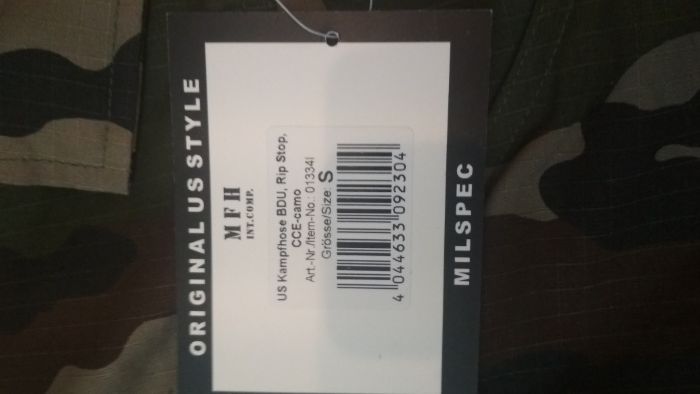 ORIGINAL US STYLE
MFH
INT.COMP.
US Kampfhose BDU, Rip Stop,
CCE-camo
Art.-Nr./Item-No.: 01334I
Grösse/Size: S
4 044633 092304
MILSPEC